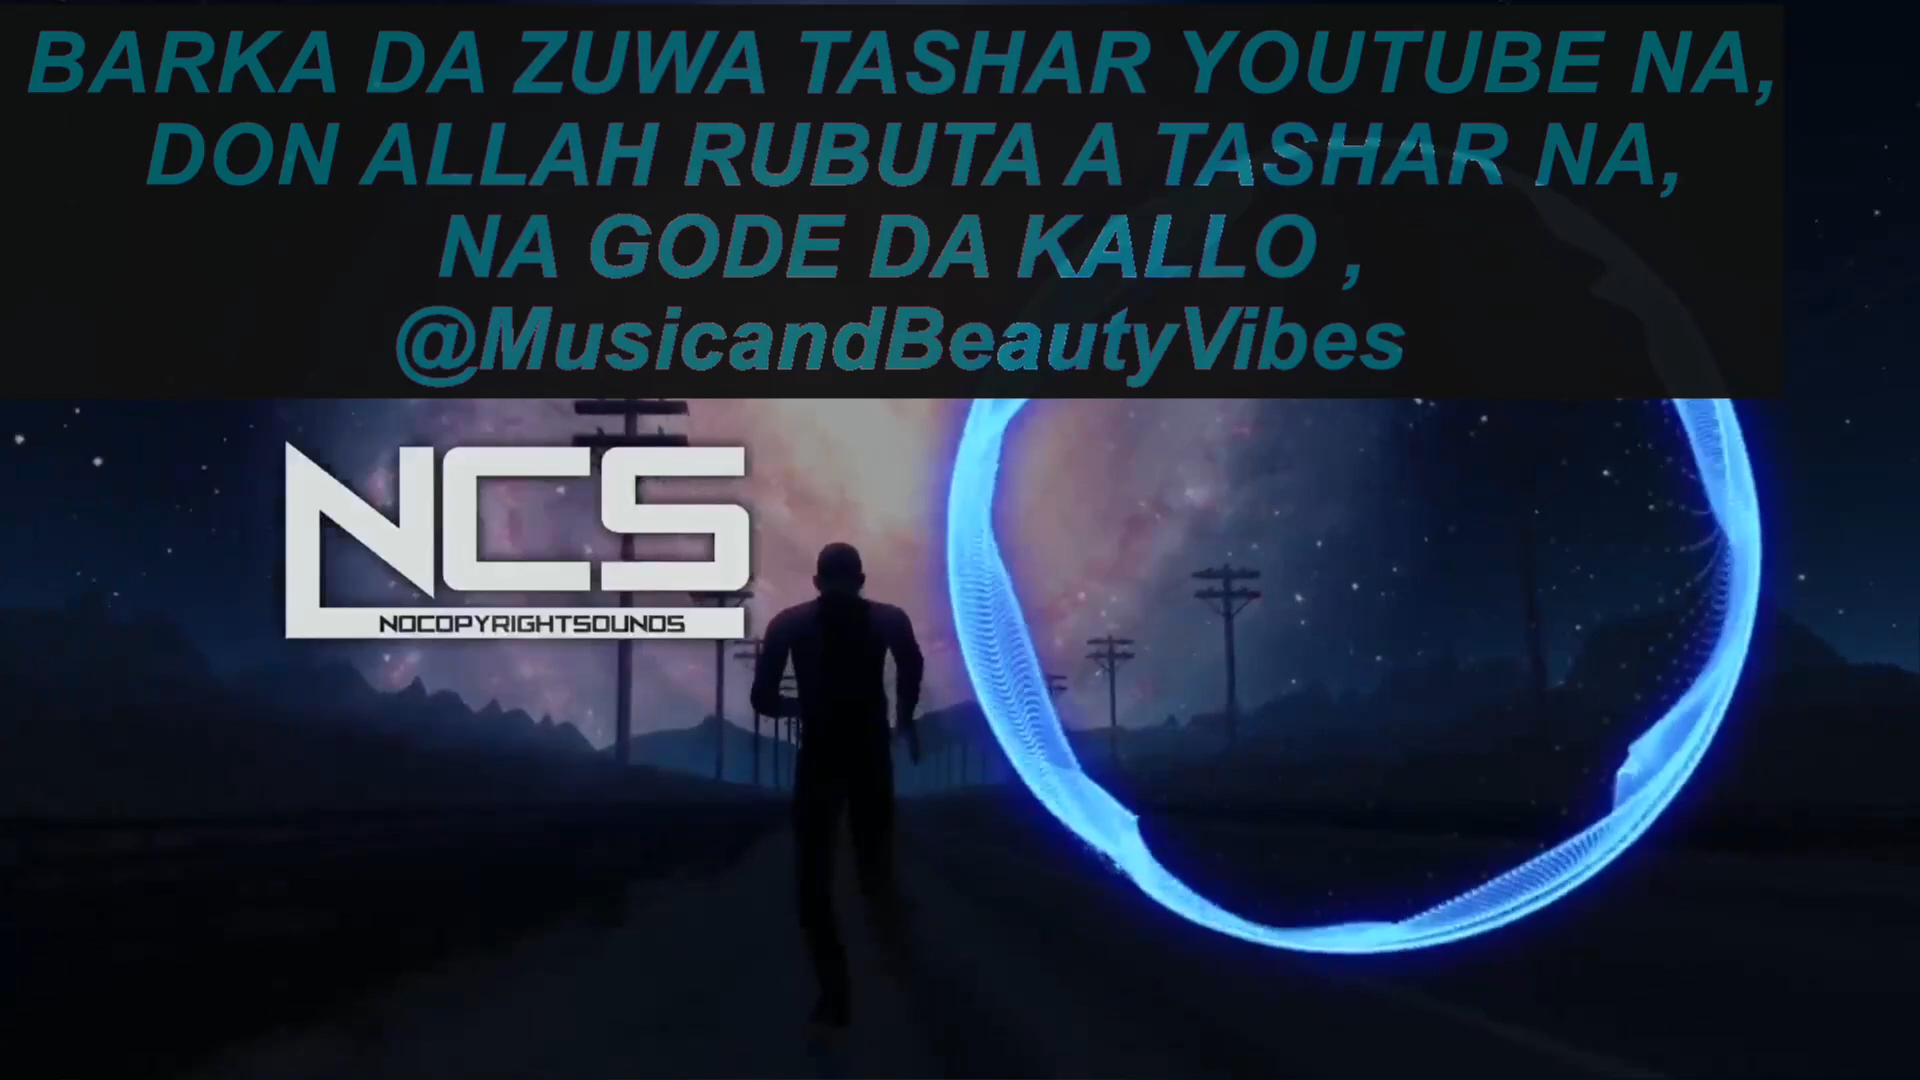 BARKA DA ZUWA TASHAR YOUTUBE NA,
DON ALLAH RUBUTA A TASHAR NA,
NA GODE DA KALLO ,
@MusicandBeautyVibes
NCS
NOCOPYRIGHTSOUNDS